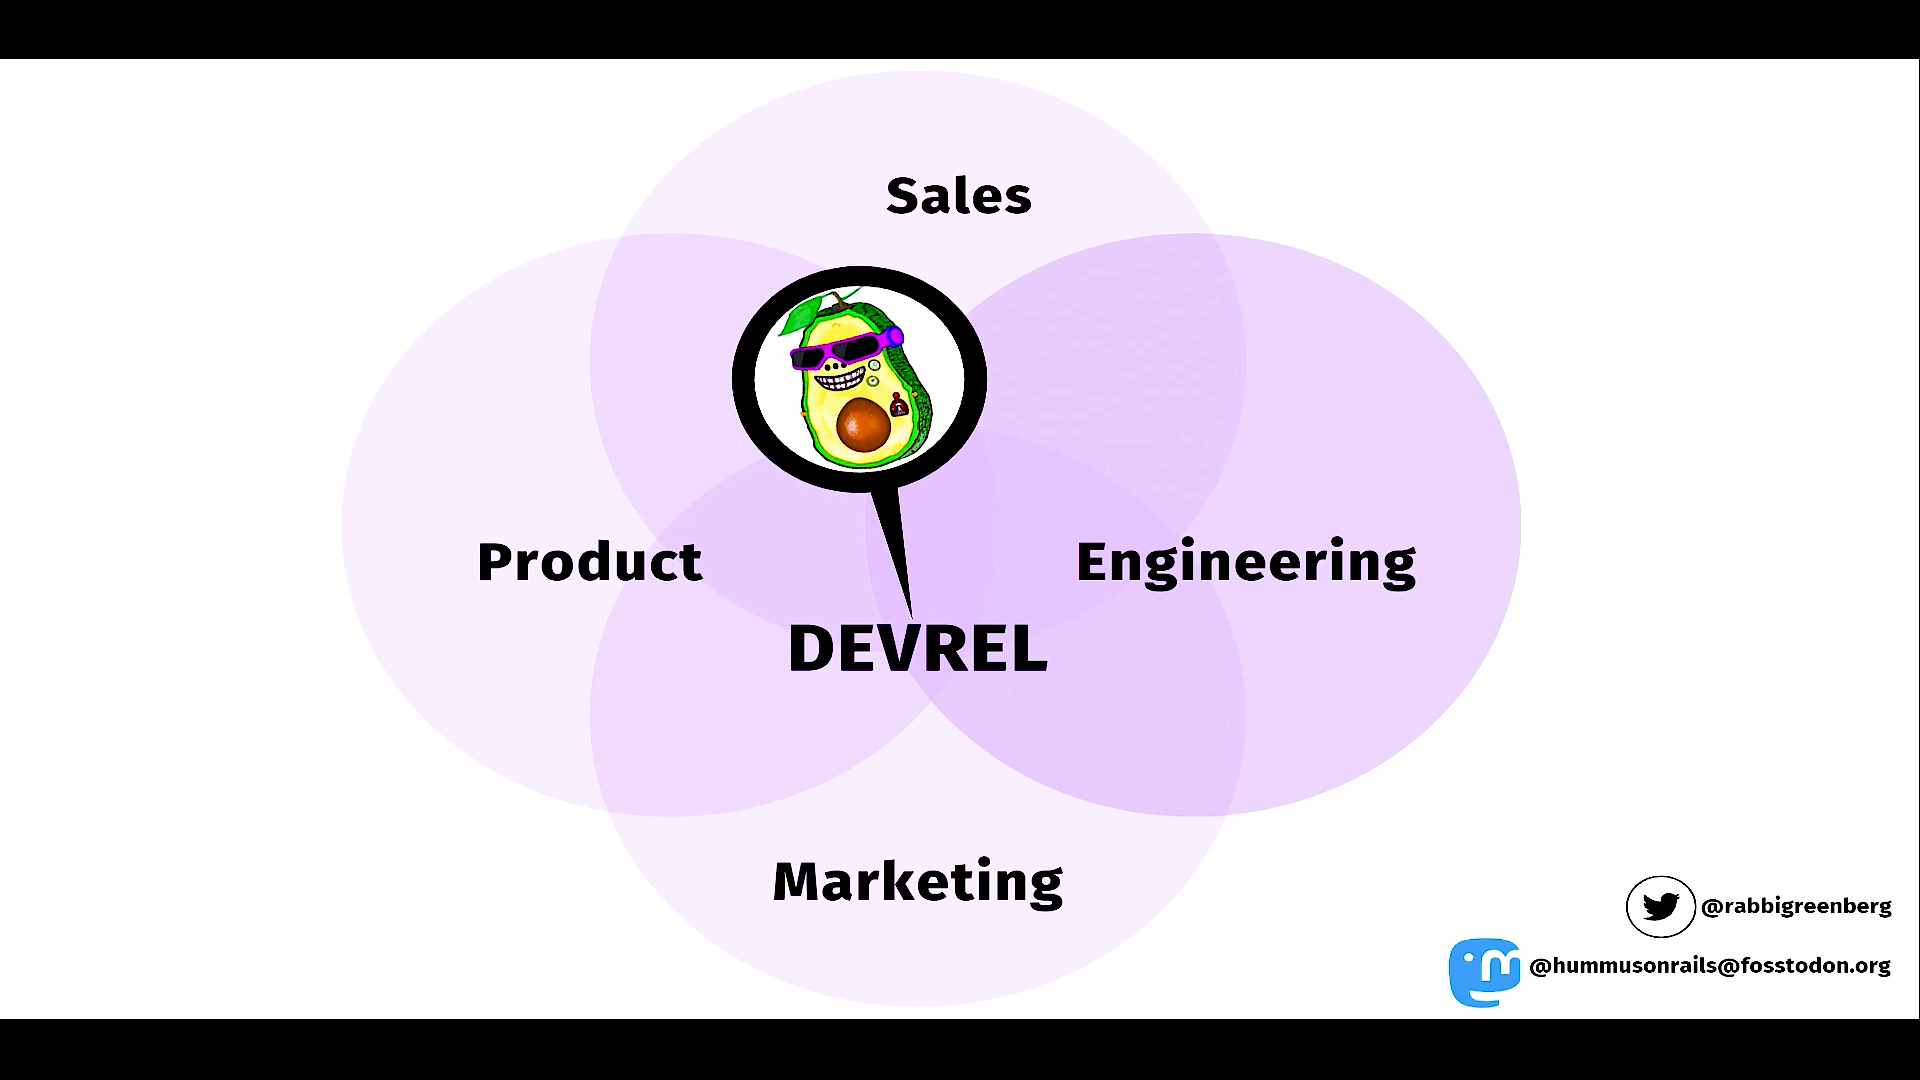 Sales
Product
Engineering
DEVREL
Marketing
@rabbigreenberg
@hummusonrails@fosstodon.org